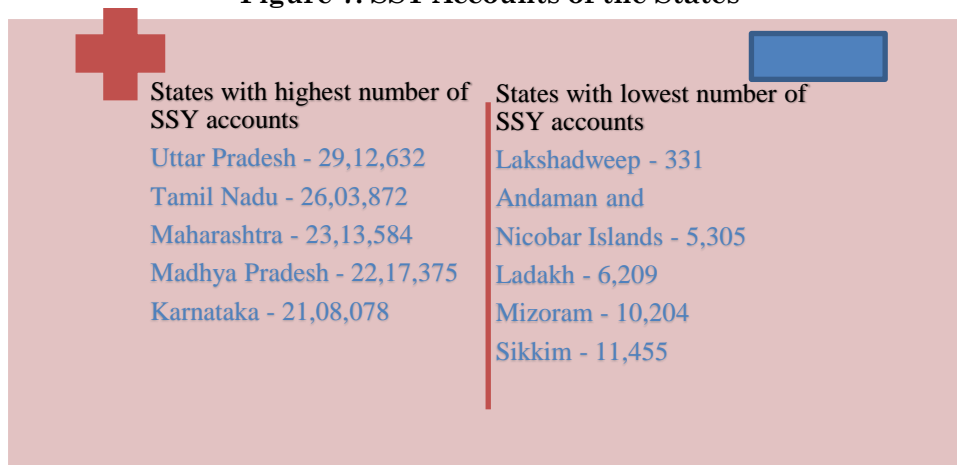 States with highest number of
SSY accounts
Uttar Pradesh - 29,12,632
Tamil Nadu - 26,03,872
Maharashtra - 23,13,584
Madhya Pradesh - 22,17,375
Karnataka - 21,08,078
States with lowest number of
SSY accounts
Lakshadweep - 331
Andaman and
Nicobar Islands - 5,305
Ladakh - 6,209
Mizoram - 10,204
Sikkim - 11,455